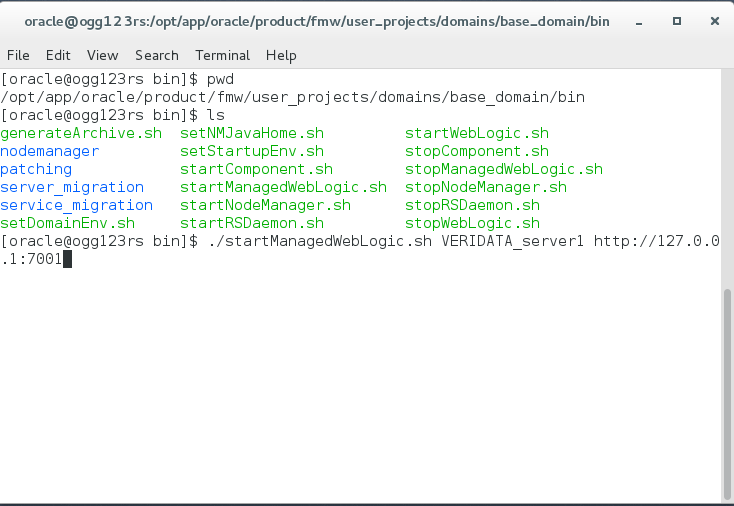 oracle@ogg123rs:/opt/app/oracle/product/fmw/user_projects/domains/base_domain/bin
File Edit View Search Terminal Help
[oracle@ogg123rs bin]$ pwd
/opt/app/oracle/product/fmw/user_projects/domains/base_domain/bin
[oracle@ogg123rs bin]$ ls
generateArchive.sh setNMJavaHome.sh startWebLogic.sh
nodemanager setStartupEnv.sh stopComponent.sh
patching startComponent.sh stopManagedWebLogic.sh
server_migration startManagedWebLogic.sh stopNodeManager.sh
service_migration startNodeManager.sh stopRSDaemon.sh
setDomainEnv.sh startRSDaemon.sh stopWebLogic.sh
[oracle@ogg123rs bin]$ ./startManagedWebLogic.sh VERIDATA_server1 http://127.0.0
.1:7001